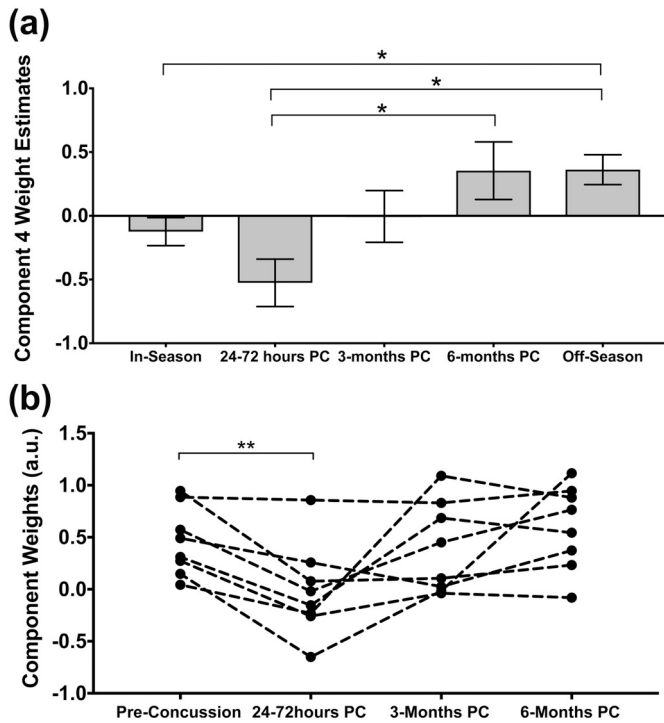 (a)
*
*
*
Component 4 Weight Estimates
1.0
0.5
0.0
-0.5
-1.0
In-Season 24-72 hours PC 3-months PC 6-months PC Off-Season
(b)
**
Component Weights (a.u.)
1.5
1.0
0.5
0.0
-0.5
-1.0
Pre-Concussion 24-72hours PC 3-Months PC 6-Months PC